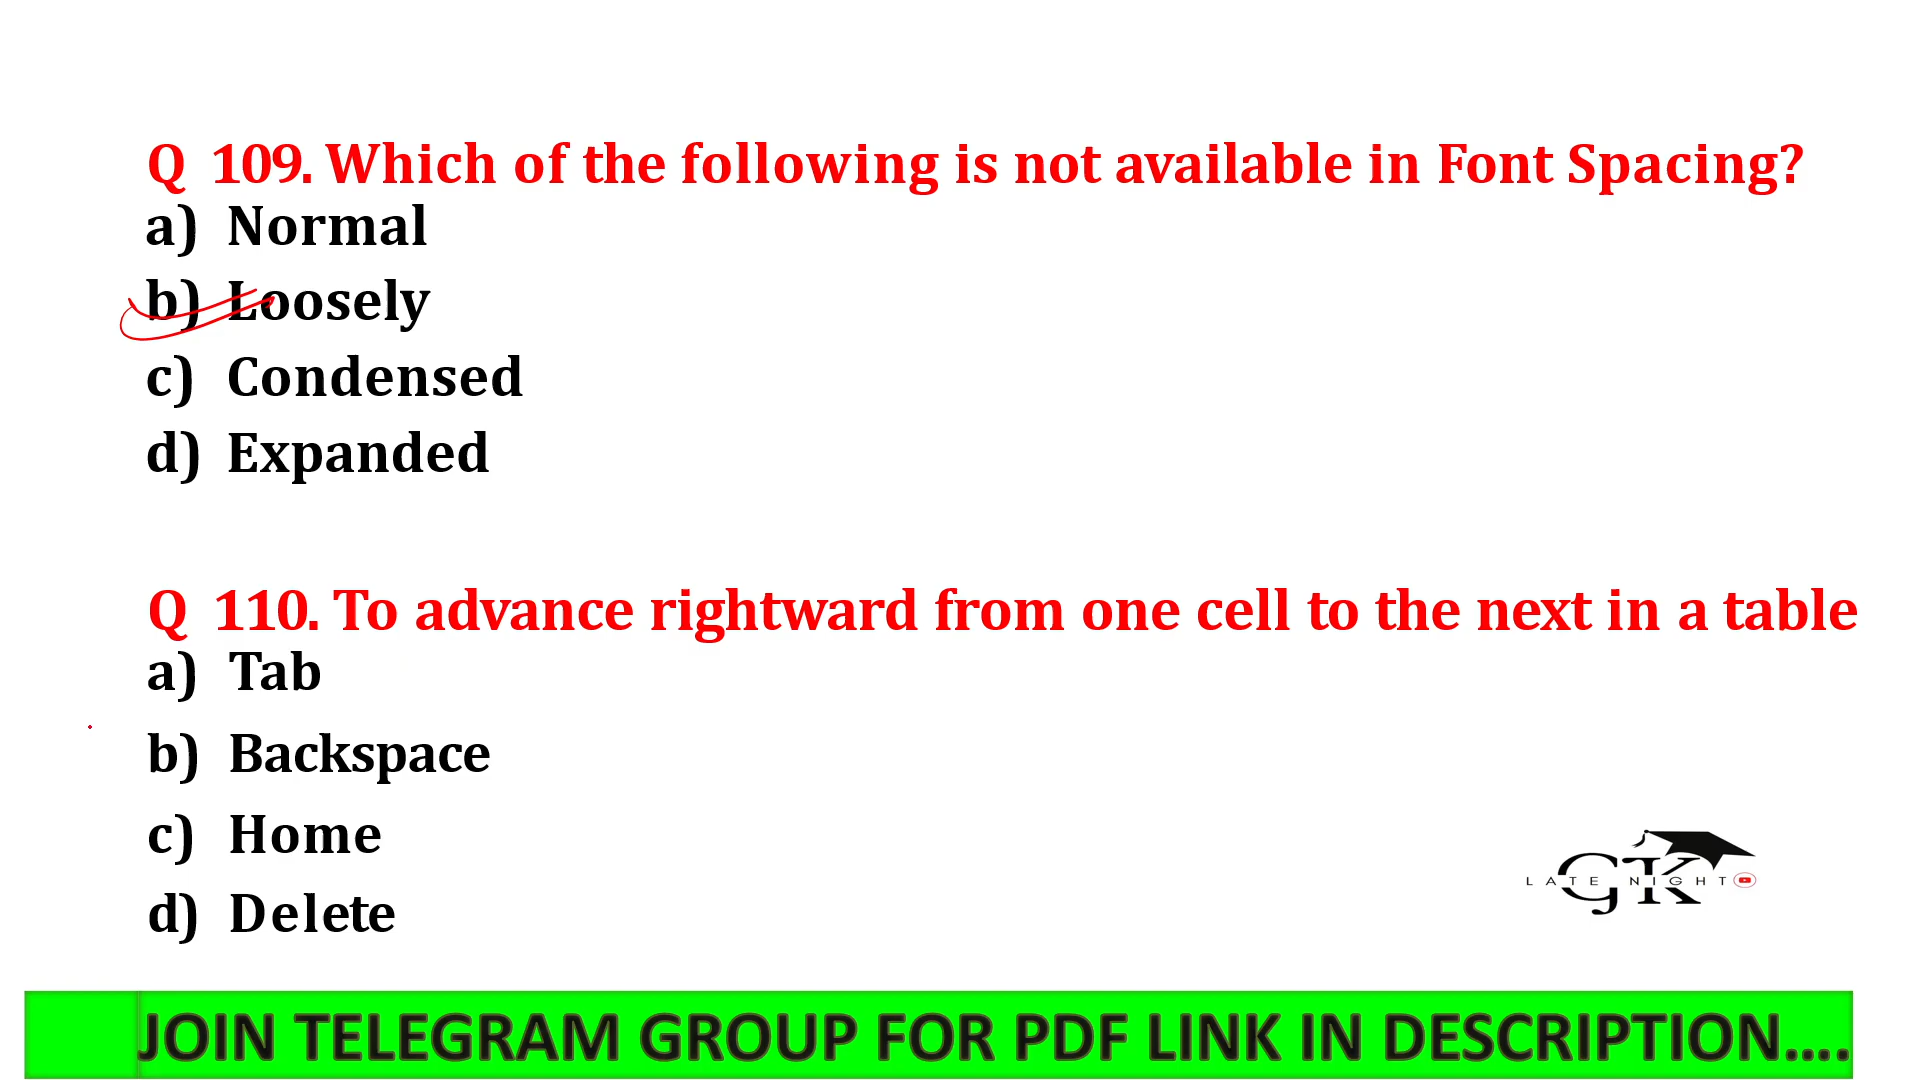 Q 109. Which of the following is not available in Font Spacing?
a) Normal
b) Loosely
c) Condensed
d) Expanded
Q 110. To advance rightward from one cell to the next in a table
a) Tab
b) Backspace
c) Home
d) Delete
GK
LATE NIGHT
JOIN TELEGRAM GROUP FOR PDF LINK IN DESCRIPTION....